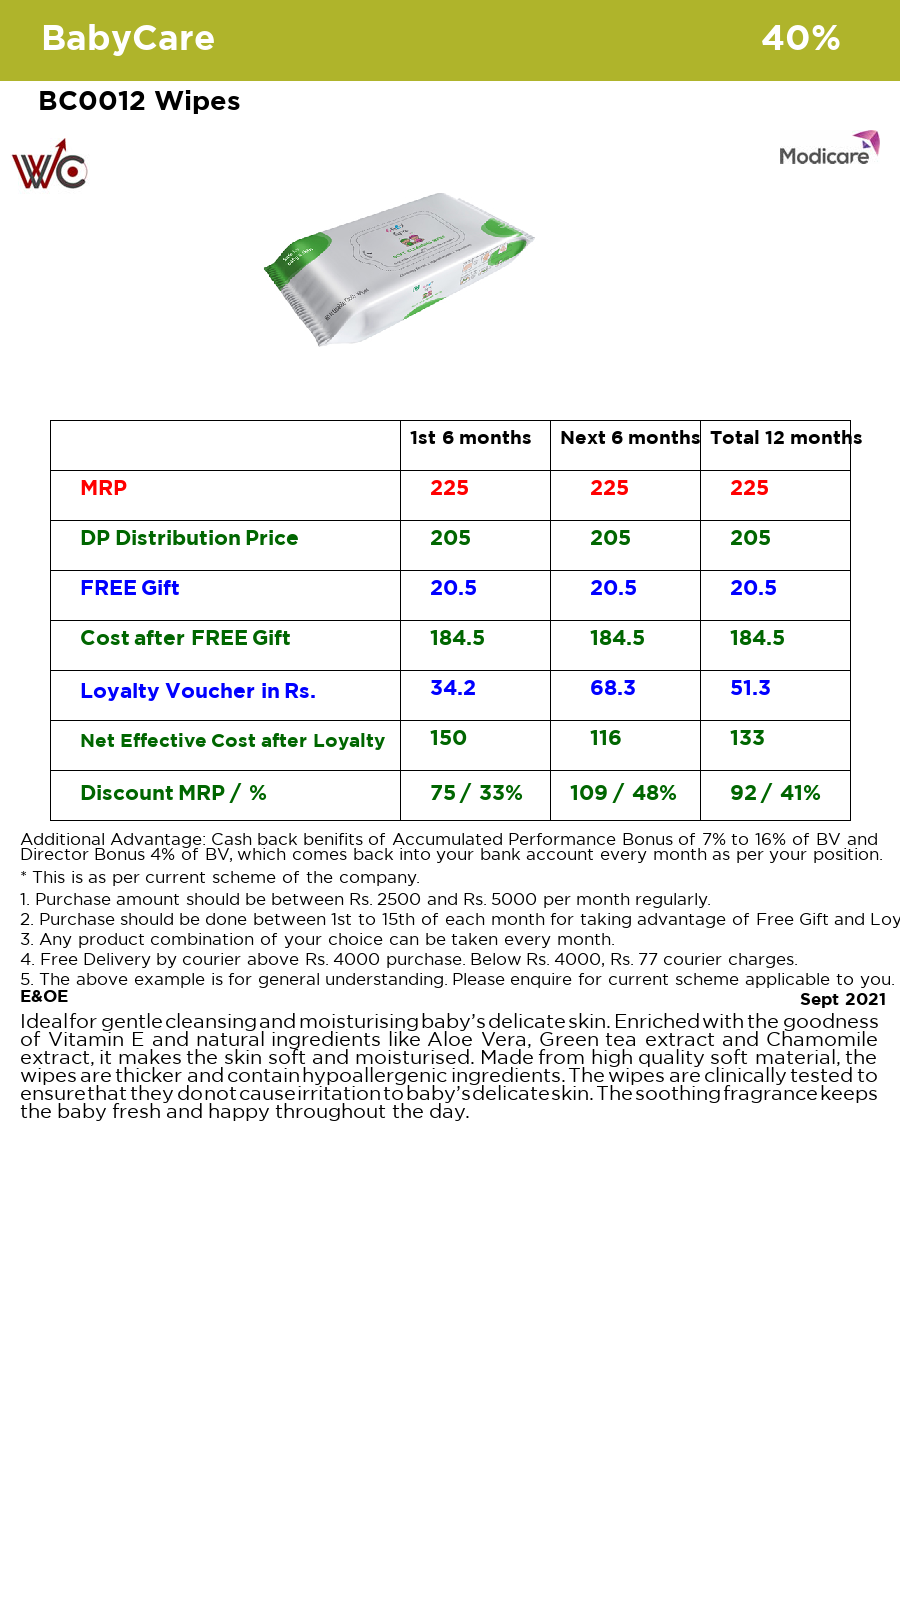 BabyCare 40%
BC0012 Wipes
WC
Modicare
1st 6 months Next 6 months Total 12 months
MRP 225 225 225
DP Distribution Price 205 205 205
FREE Gift 20.5 20.5 20.5
Cost after FREE Gift 184.5 184.5 184.5
Loyalty Voucher in Rs. 34.2 68.3 51.3
Net Effective Cost after Loyalty 150 116 133
Discount MRP / % 75 / 33% 109 / 48% 92 / 41%
Additional Advantage: Cash back benifits of Accumulated Performance Bonus of 7% to 16% of BV and
Director Bonus 4% of BV, which comes back into your bank account every month as per your position.
* This is as per current scheme of the company.
1. Purchase amount should be between Rs. 2500 and Rs. 5000 per month regularly.
2. Purchase should be done between 1st to 15th of each month for taking advantage of Free Gift and Loy
3. Any product combination of your choice can be taken every month.
4. Free Delivery by courier above Rs. 4000 purchase. Below Rs. 4000, Rs. 77 courier charges.
5. The above example is for general understanding. Please enquire for current scheme applicable to you.
E&OE
Sept 2021
Ideal for gentle cleansing and moisturising baby's delicate skin. Enriched with the goodness
of Vitamin E and natural ingredients like Aloe Vera, Green tea extract and Chamomile
extract, it makes the skin soft and moisturised. Made from high quality soft material, the
wipes are thicker and contain hypoallergenic ingredients. The wipes are clinically tested to
ensure that they do not cause irritation to baby's delicate skin. The soothing fragrance keeps
the baby fresh and happy throughout the day.